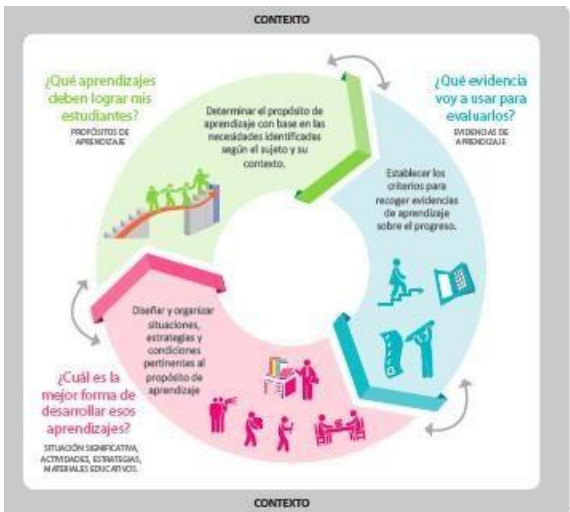 CONTEXTO
¿Qué aprendizajes
deben lograr mis
estudiantes?
PROPÓSITOS DE
APRENDIZAJE
Determinar el propósito de
aprendizaje con base en las
necesidades identificadas
según el sujeto y su
contexto.
¿Qué evidencia
voy a usar para
evaluarlos?
EVIDENCIAS DE
APRENDIZAJE
Establecer los
criterios para
recoger evidencias
de aprendizaje
sobre el progreso.
Diseñar y organizar
situaciones,
estrategias y
condiciones
pertinentes al
propósito de
aprendizaje
¿Cuál es la
mejor forma de
desarrollar esos
aprendizajes?
SITUACIÓN SIGNIFICATIVA,
ACTIVIDADES, ESTRATEGIAS,
MATERIALES EDUCATIVOS.
CONTEXTO